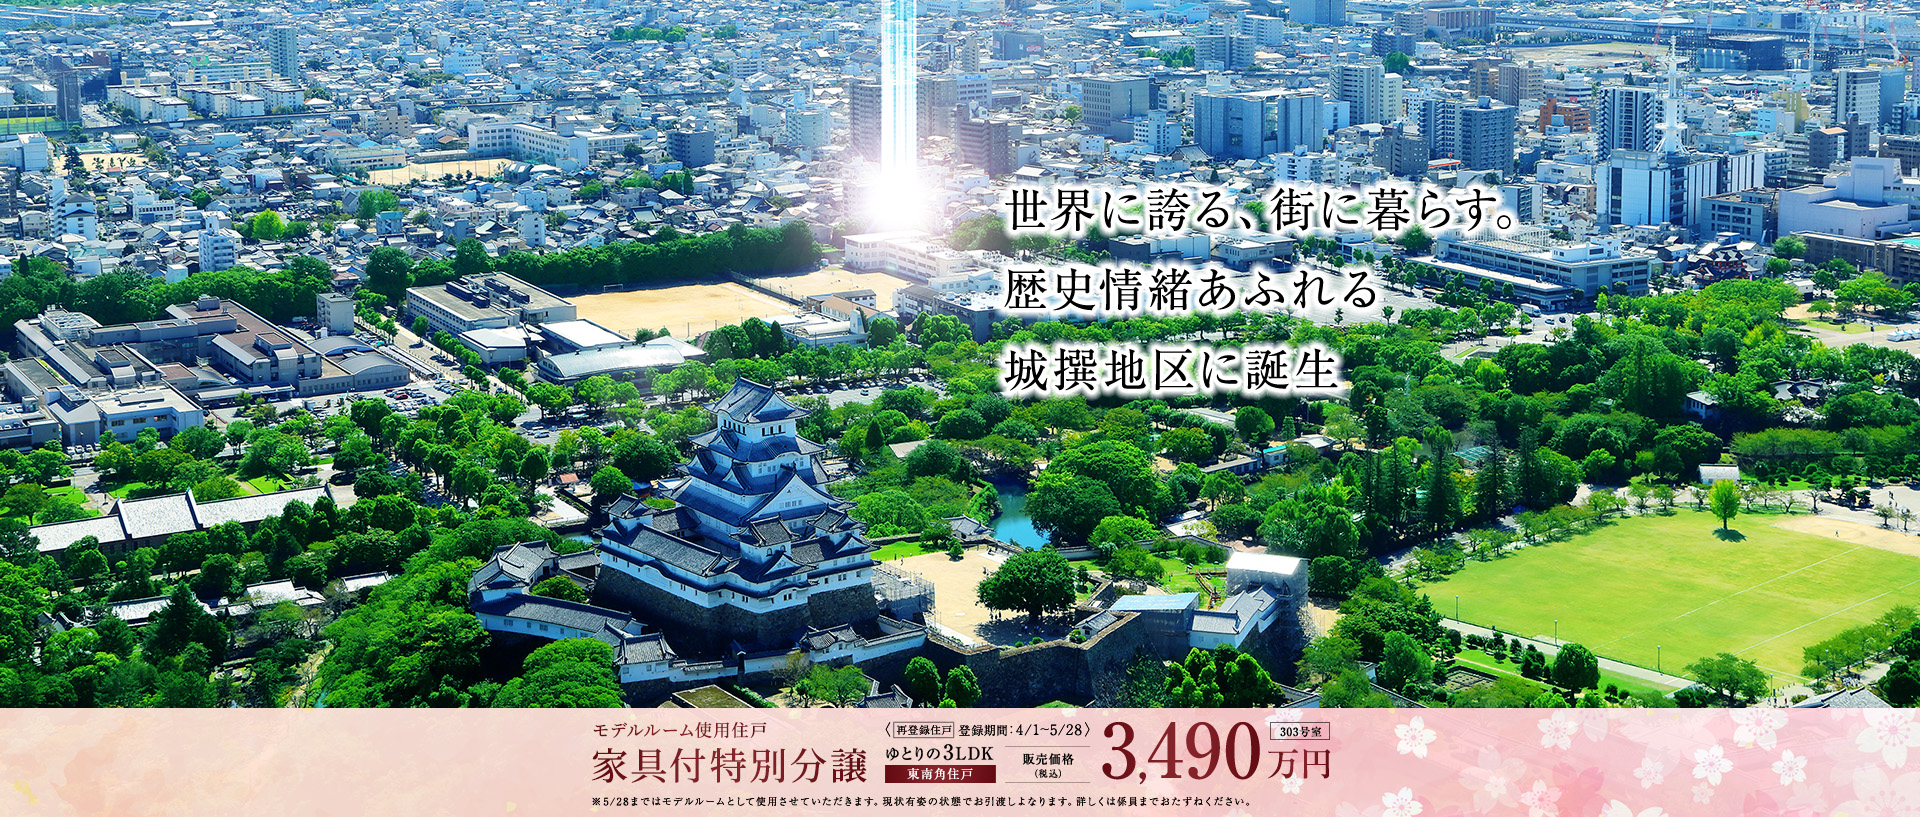 世界に誇る、街に暮らす。
歴史情緒あふれる
城撰地区に誕生
モデルルーム使用住戸
家具付特別分譲
〈再登録住戸 登録期間:4/1~5/28〉
ゆとりの3LDK
東南角住戸
販売価格
(税込)
3,490万円
303号室
※5/28まではモデルルームとして使用させていただきます。現状有姿の状態でお引渡しよなります。詳しくは係員までおたずねください。